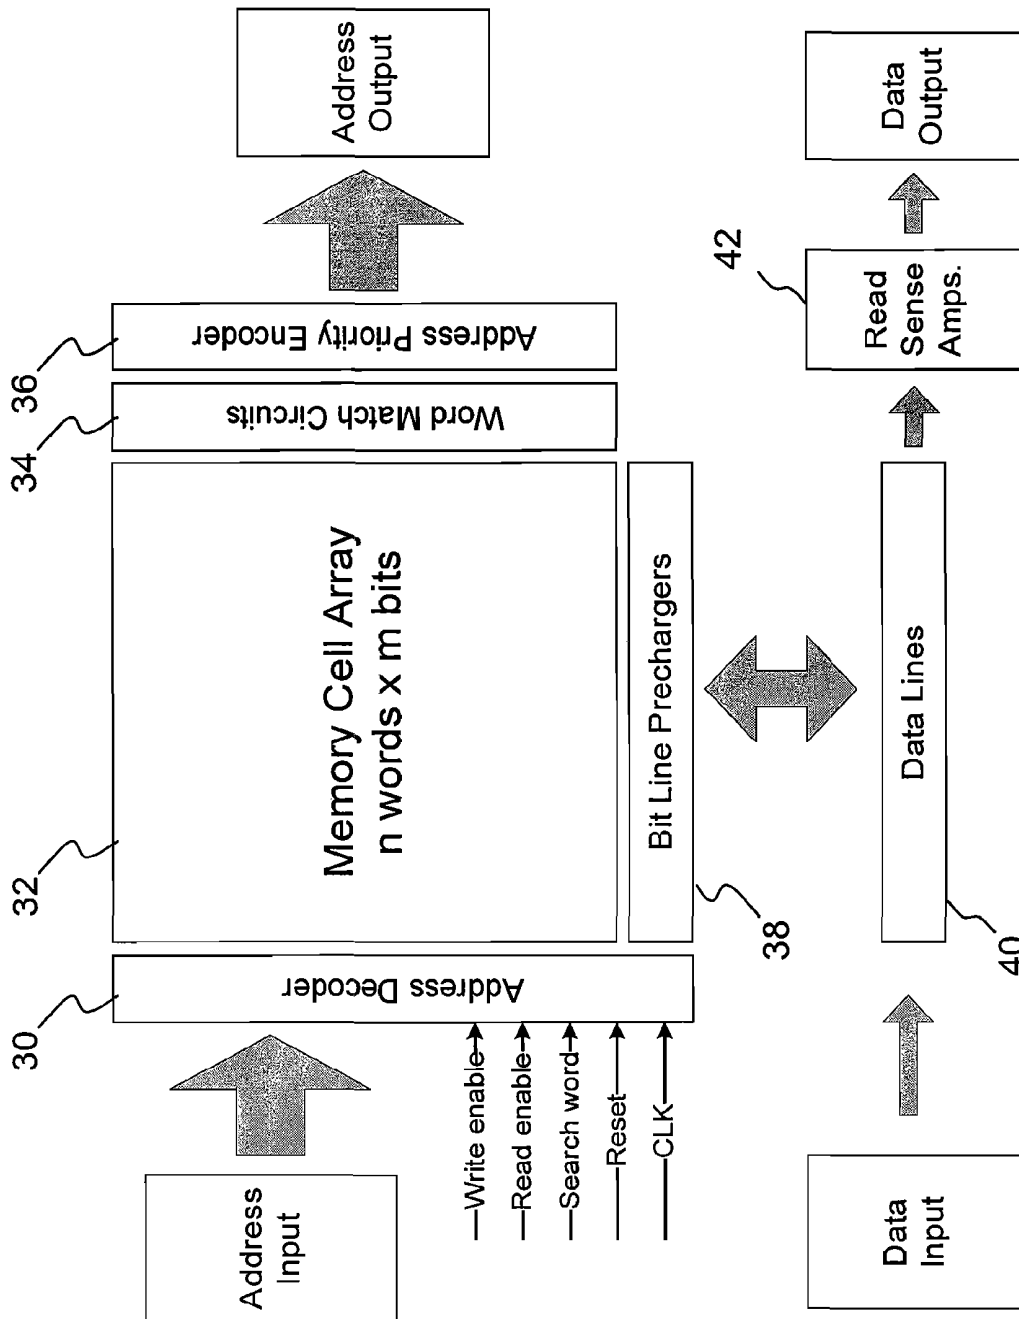 30
32
34
36
Address
Input
Address Decoder
Memory Cell Array
n words x m bits
Word Match Circuits
Address Priority Encoder
Address
Output
Write enable
Read enable
Search word
Reset
CLK
Bit Line Prechargers
38
42
Data
Input
Data Lines
40
Read
Sense
Amps.
Data
Output